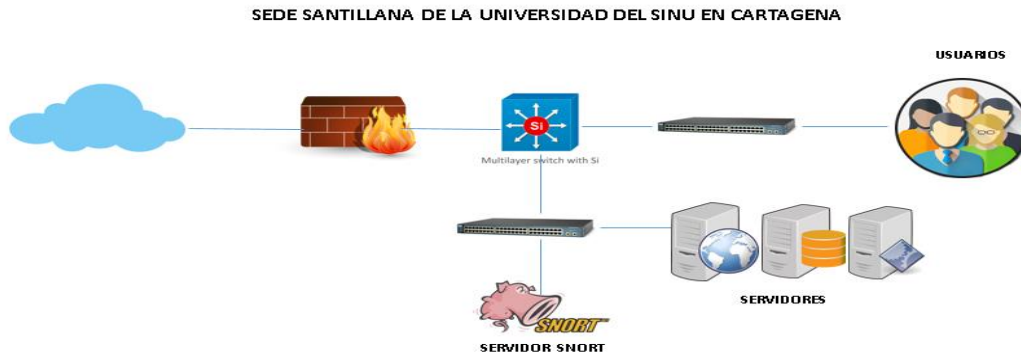 SEDE SANTILLANA DE LA UNIVERSIDAD DEL SINU EN CARTAGENA
USUARIOS
Si
Multilayer switch with Si
SERVIDORES
SNORT
SERVIDOR SNORT